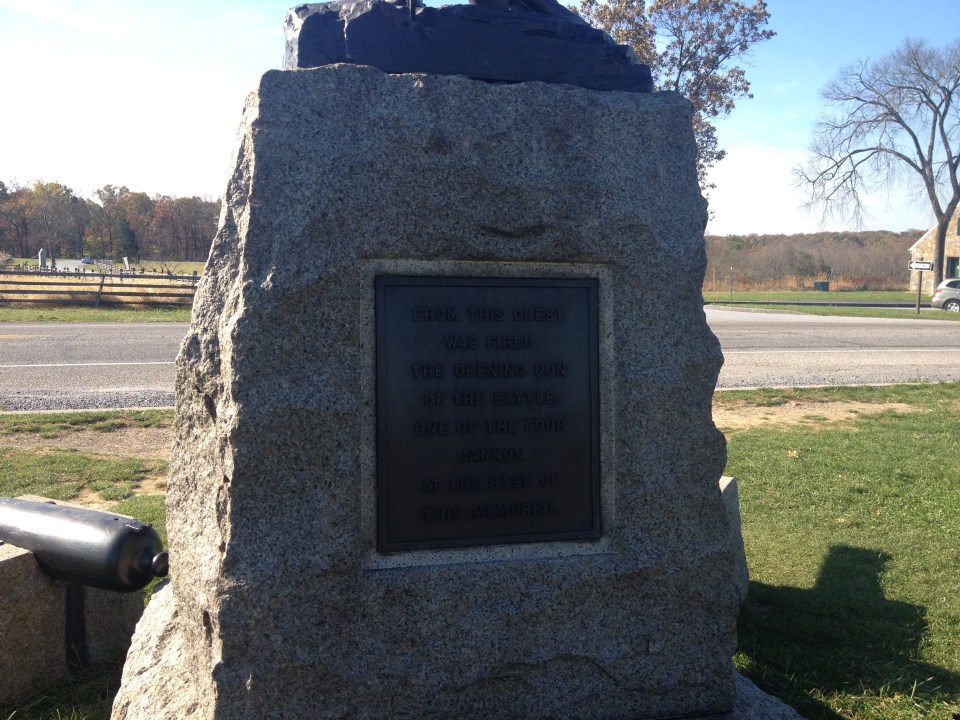 FROM THIS CREST
WAS FIRED
THE OPENING GUN
OF THE BATTLE
ONE OF THE FOUR
CANNON
AT THE BASE OF
THIS MEMORIAL